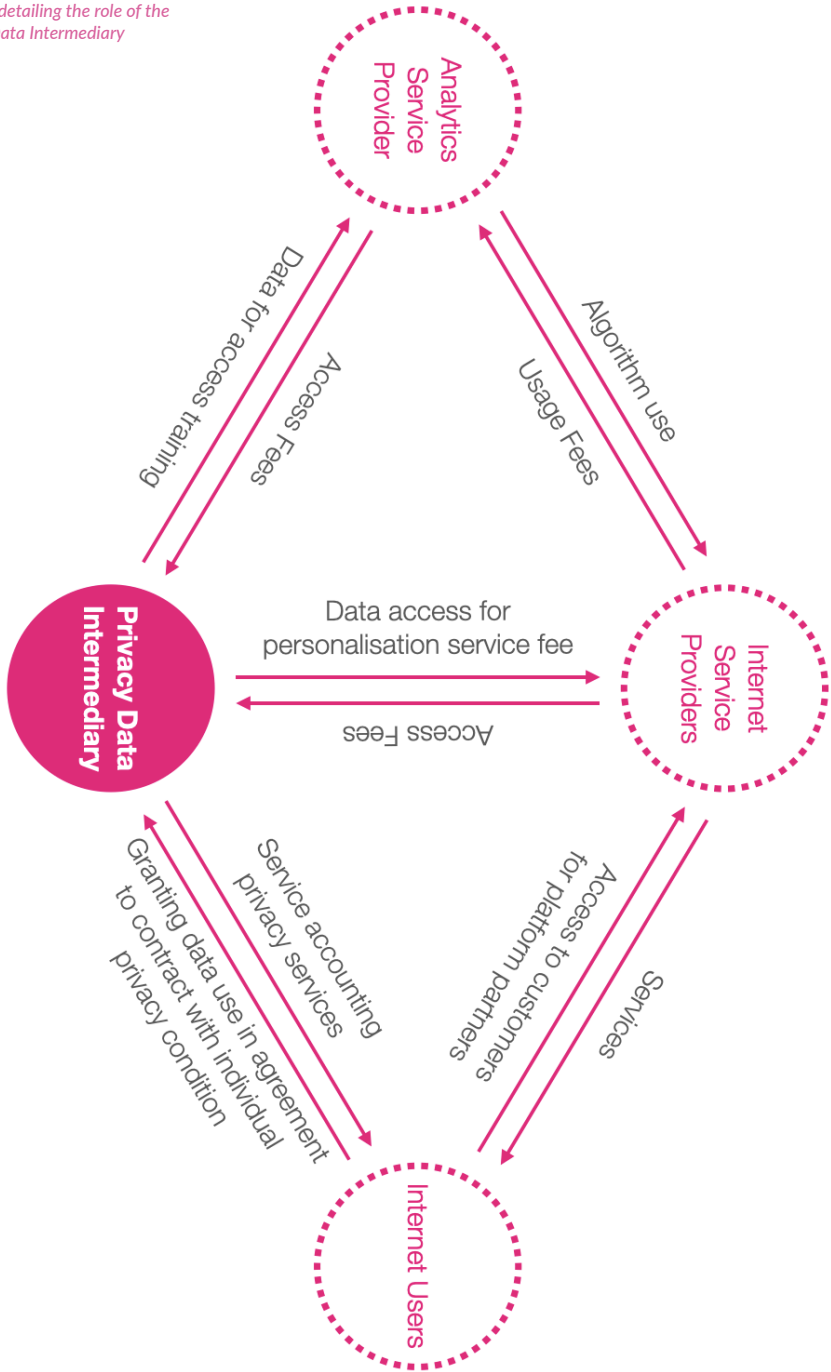 detailing the role of the
ata Intermediary
Analytics
Service
Provider
Data for access training
Access Fees
Algorithm use
Usage Fees
Privacy Data
Intermediary
Data access for
personalisation service fee
Access Fees
Internet
Service
Providers
Service accounting
privacy services
Granting data use in agreement
to contract with individual
privacy condition
Access to customers
for platform partners
Services
Internet Users